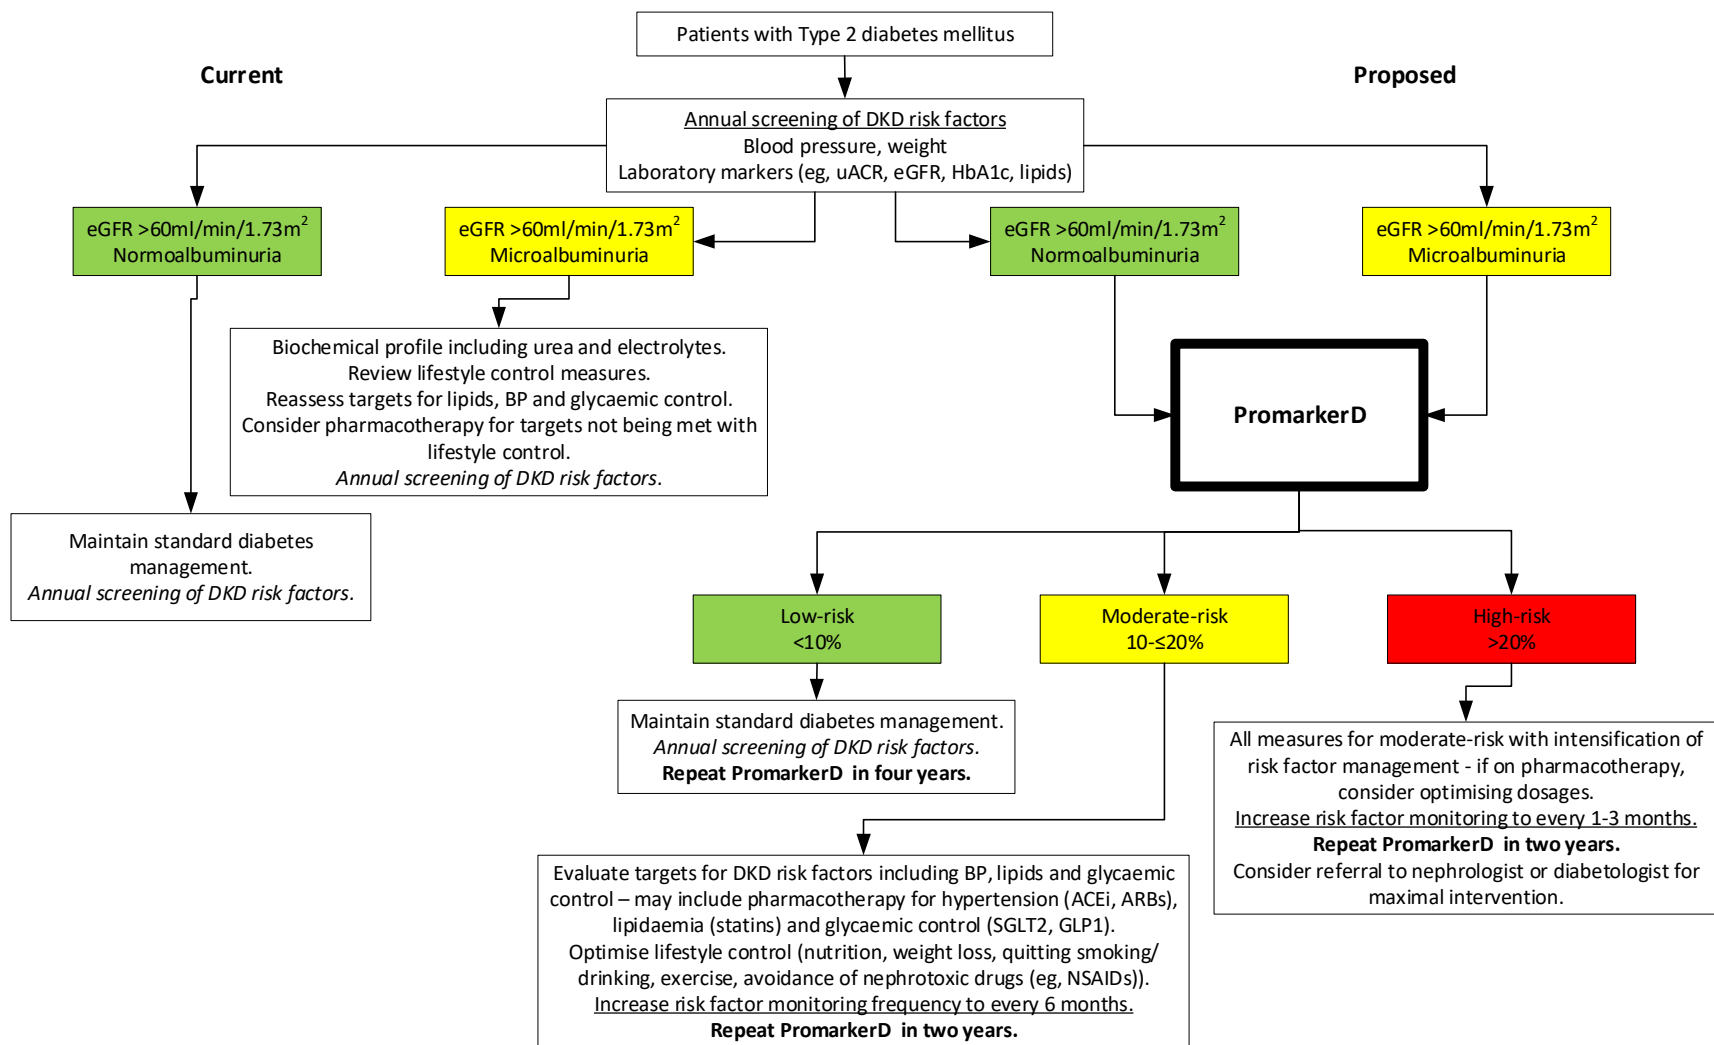 Patients with Type 2 diabetes mellitus
Current
Proposed
Annual screening of DKD risk factors
Blood pressure, weight
Laboratory markers (eg, uACR, eGFR, HbA1c, lipids)
eGFR >60ml/min/1.73m²
Normoalbuminuria
eGFR >60ml/min/1.73m²
Microalbuminuria
eGFR >60ml/min/1.73m²
Normoalbuminuria
eGFR >60ml/min/1.73m²
Microalbuminuria
Biochemical profile including urea and electrolytes.
Review lifestyle control measures.
Reassess targets for lipids, BP and glycaemic control.
Consider pharmacotherapy for targets not being met with
lifestyle control.
Annual screening of DKD risk factors.
PromarkerD
Maintain standard diabetes
management.
Annual screening of DKD risk factors.
Low-risk
<10%
Moderate-risk
10-≤20%
High-risk
>20%
Maintain standard diabetes management.
Annual screening of DKD risk factors.
Repeat PromarkerD in four years.
All measures for moderate-risk with intensification of
risk factor management - if on pharmacotherapy,
consider optimising dosages.
Increase risk factor monitoring to every 1-3 months.
Repeat PromarkerD in two years.
Consider referral to nephrologist or diabetologist for
maximal intervention.
Evaluate targets for DKD risk factors including BP, lipids and glycaemic
control – may include pharmacotherapy for hypertension (ACEi, ARBs),
lipidaemia (statins) and glycaemic control (SGLT2, GLP1).
Optimise lifestyle control (nutrition, weight loss, quitting smoking/
drinking, exercise, avoidance of nephrotoxic drugs (eg, NSAIDs)).
Increase risk factor monitoring frequency to every 6 months.
Repeat PromarkerD in two years.